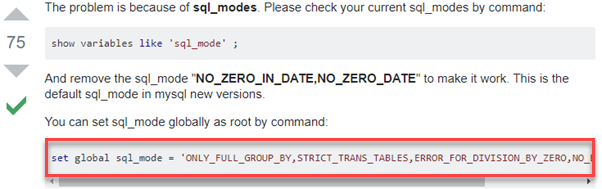 The problem is because of sql_modes. Please check your current sql_modes by command:
75
show variables like 'sql_mode' ;
And remove the sql_mode "NO_ZERO_IN_DATE,NO_ZERO_DATE" to make it work. This is the
default sql_mode in mysql new versions.
You can set sql_mode globally as root by command:
set global sql_mode = 'ONLY_FULL_GROUP_BY,STRICT_TRANS_TABLES,ERROR_FOR_DIVISION_BY_ZERO,NO_